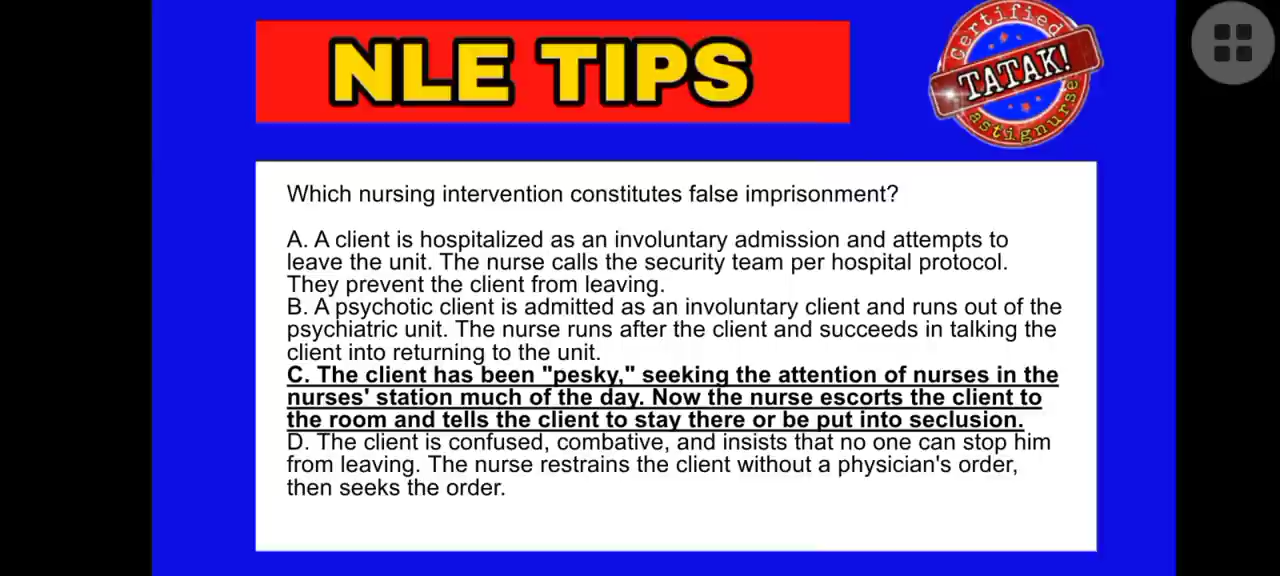 NLE TIPS
Certified
TATAK!
astignurse
Which nursing intervention constitutes false imprisonment?
A. A client is hospitalized as an involuntary admission and attempts to
leave the unit. The nurse calls the security team per hospital protocol.
They prevent the client from leaving.
B. A psychotic client is admitted as an involuntary client and runs out of the
psychiatric unit. The nurse runs after the client and succeeds in talking the
client into returning to the unit.
C. The client has been "pesky," seeking the attention of nurses in the
nurses' station much of the day. Now the nurse escorts the client to
the room and tells the client to stay there or be put into seclusion.
D. The client is confused, combative, and insists that no one can stop him
from leaving. The nurse restrains the client without a physician's order,
then seeks the order.